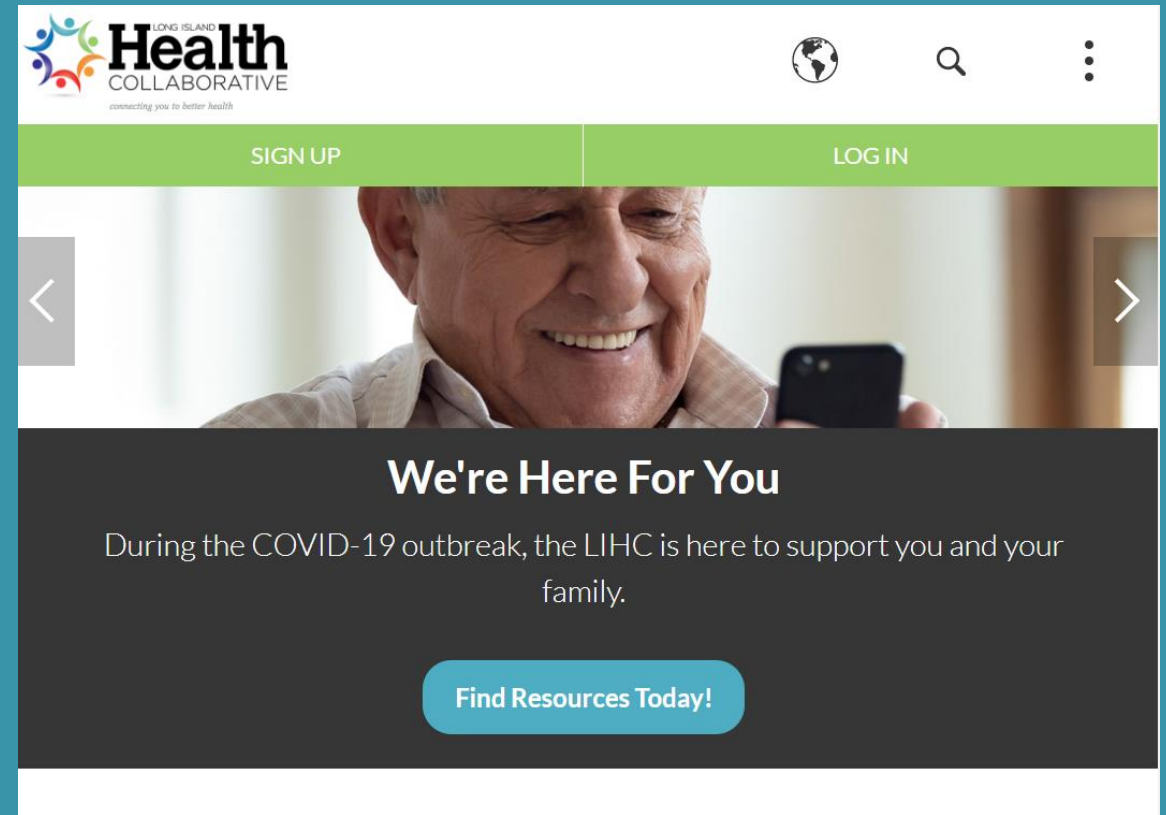 LONG ISLAND
Health
COLLABORATIVE
connecting you to better health
SIGN UP
LOG IN
We're Here For You
During the COVID-19 outbreak, the LIHC is here to support you and your
family.
Find Resources Today!